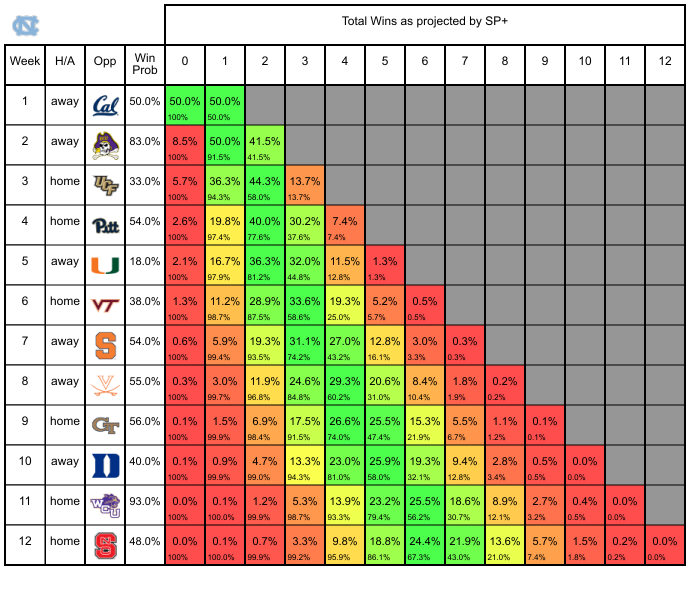 Total Wins as projected by SP+
Week H/A Opp Win Prob 0 1 2 3 4 5 6 7 8 9 10 11 12
1 away Cal 50.0% 50.0% 50.0%
100% 50.0%
2 away 83.0% 8.5% 50.0% 41.5%
100% 91.5% 41.5%
3 home UCF 33.0% 5.7% 36.3% 44.3% 13.7%
100% 94.3% 58.0% 13.7%
4 home Pitt 54.0% 2.6% 19.8% 40.0% 30.2% 7.4%
100% 97.4% 77.6% 37.6% 7.4%
5 away U 18.0% 2.1% 16.7% 36.3% 32.0% 11.5% 1.3%
100% 97.9% 81.2% 44.8% 12.8% 1.3%
6 home VT 38.0% 1.3% 11.2% 28.9% 33.6% 19.3% 5.2% 0.5%
100% 98.7% 87.5% 58.6% 25.0% 5.7% 0.5%
7 away S 54.0% 0.6% 5.9% 19.3% 31.1% 27.0% 12.8% 3.0% 0.3%
100% 99.4% 93.5% 74.2% 43.2% 16.1% 3.3% 0.3%
8 away V 55.0% 0.3% 3.0% 11.9% 24.6% 29.3% 20.6% 8.4% 1.8% 0.2%
100% 99.7% 96.8% 84.8% 60.2% 31.0% 10.4% 1.9% 0.2%
9 home GT 56.0% 0.1% 1.5% 6.9% 17.5% 26.6% 25.5% 15.3% 5.5% 1.1% 0.1%
100% 99.9% 98.4% 91.5% 74.0% 47.4% 21.9% 6.7% 1.2% 0.1%
10 away D 40.0% 0.1% 0.9% 4.7% 13.3% 23.0% 25.9% 19.3% 9.4% 2.8% 0.5% 0.0%
100% 99.9% 99.0% 94.3% 81.0% 58.0% 32.1% 12.8% 3.4% 0.5% 0.0%
11 home WCU 93.0% 0.0% 0.1% 1.2% 5.3% 13.9% 23.2% 25.5% 18.6% 8.9% 2.7% 0.4% 0.0%
100% 100.0% 99.9% 98.7% 93.3% 79.4% 56.2% 30.7% 12.1% 3.2% 0.5% 0.0%
12 home S 48.0% 0.0% 0.1% 0.7% 3.3% 9.8% 18.8% 24.4% 21.9% 13.6% 5.7% 1.5% 0.2% 0.0%
100% 100.0% 99.9% 99.2% 95.9% 86.1% 67.3% 43.0% 21.0% 7.4% 1.8% 0.2% 0.0%